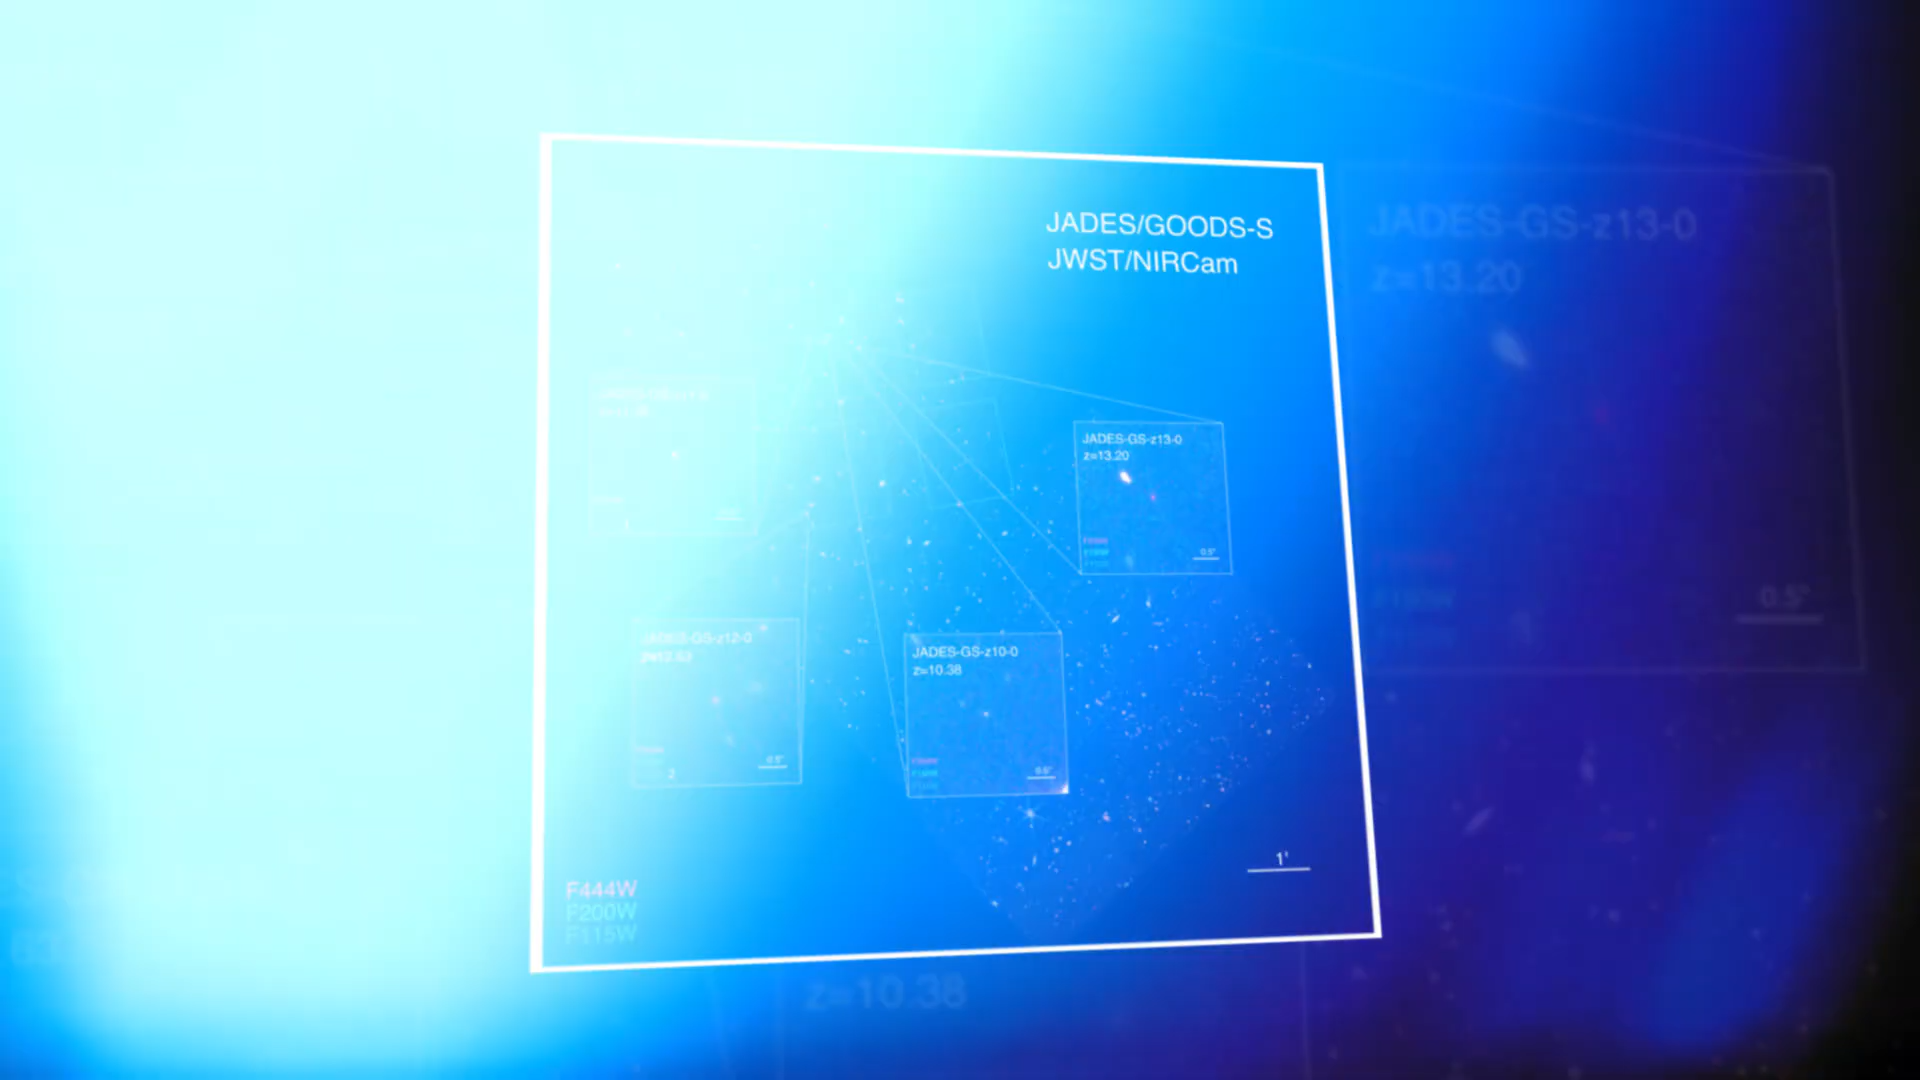 JADES/GOODS-S
JWST/NIRCam
JADES-GS-z13-0
z=13.20
JADES-GS-z13-0
z=13.20
0.5"
0.5"
JADES-GS-z12-0
0.5"
JADES-GS-z10-0
z=10.38
0.5"
1'
F444W
F200W
F115W
z=10.38